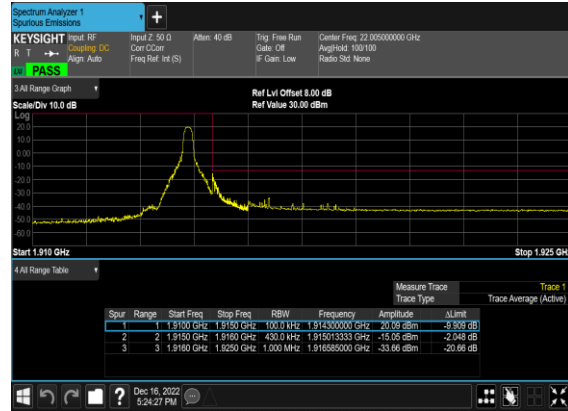 Spectrum Analyzer 1
Spurious Emissions
KEYSIGHT Input: RF Input Z: 50 Ω Atten: 40 dB Trig: Free Run Center Freq: 22.005000000 GHz
R T Coupling: DC Corr CCorr Gate: Off Avg|Hold: 100/100
Align: Auto Freq Ref: Int (S) IF Gain: Low Radio Std: None
PASS
3 All Range Graph
Ref Lvl Offset 8.00 dB
Scale/Div 10.0 dB Ref Value 30.00 dBm
Log
20.0
10.0
0.00
-10.0
-20.0
-30.0
-40.0
-50.0
-60.0
Start 1.910 GHz Stop 1.925 GHz
4 All Range Table
Measure Trace Trace 1
Trace Type Trace Average (Active)
Spur Range Start Freq Stop Freq RBW Frequency Amplitude ΔLimit
1 1 1.9100 GHz 1.9150 GHz 100.0 kHz 1.914300000 GHz 20.09 dBm -9.909 dB
2 2 1.9150 GHz 1.9160 GHz 430.0 kHz 1.915013333 GHz -15.05 dBm -2.048 dB
3 3 1.9160 GHz 1.9250 GHz 1.000 MHz 1.916585000 GHz -33.66 dBm -20.66 dB
? Dec 16, 2022
5:24:27 PM